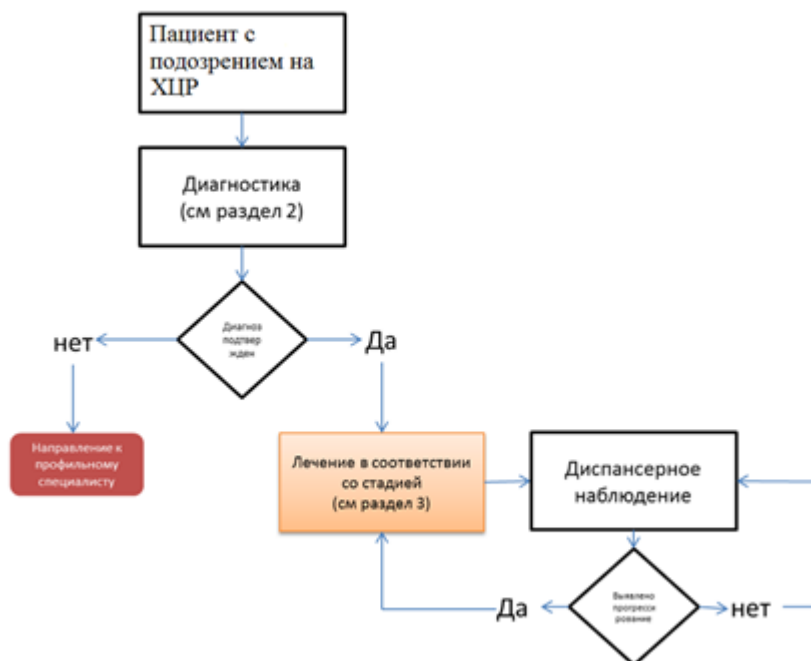 Пациент с
подозрением на
ХЦР
Диагностика
(см раздел 2)
Диагноз
подтвер
жден
нет
Да
Направление к
профильному
специалисту
Лечение в соответствии
со стадией
(см раздел 3)
Диспансерное
наблюдение
Выявлено
прогресси
рование
Да
нет